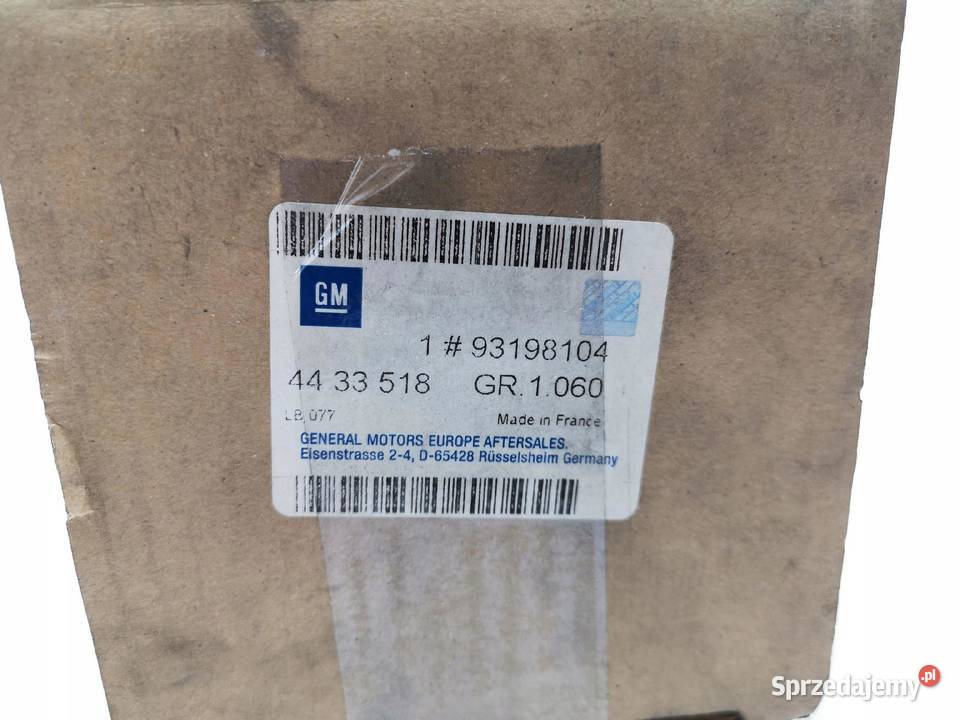 GM
1 # 93198104
44 33 518 GR.1.060
LB 077 Made in France
GENERAL MOTORS EUROPE AFTERSALES.
Eisenstrasse 2-4, D-65428 Rüsselsheim Germany
Sprzedajemy.pl